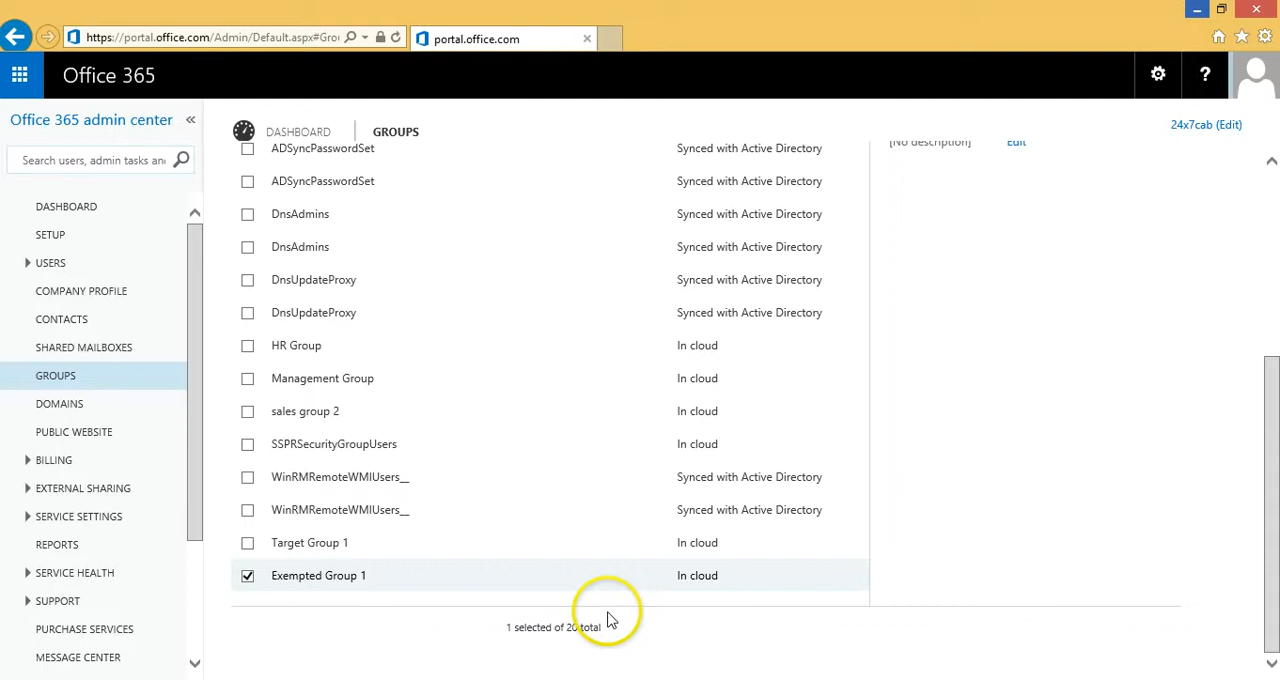 https://portal.office.com/Admin/Default.aspx#Gro
portal.office.com
Office 365
?
Office 365 admin center «
24x7cab (Edit)
DASHBOARD
GROUPS
Search users, admin tasks an
[No description] Edit
ADSyncPasswordSet Synced with Active Directory
ADSyncPasswordSet Synced with Active Directory
DnsAdmins Synced with Active Directory
DnsAdmins Synced with Active Directory
DnsUpdateProxy Synced with Active Directory
DnsUpdateProxy Synced with Active Directory
HR Group In cloud
Management Group In cloud
sales group 2 In cloud
SSPRSecurityGroupUsers In cloud
WinRMRemoteWMIUsers__ Synced with Active Directory
WinRMRemoteWMIUsers__ Synced with Active Directory
Target Group 1 In cloud
Exempted Group 1 In cloud
1 selected of 20 total
DASHBOARD
SETUP
USERS
COMPANY PROFILE
CONTACTS
SHARED MAILBOXES
GROUPS
DOMAINS
PUBLIC WEBSITE
BILLING
EXTERNAL SHARING
SERVICE SETTINGS
REPORTS
SERVICE HEALTH
SUPPORT
PURCHASE SERVICES
MESSAGE CENTER